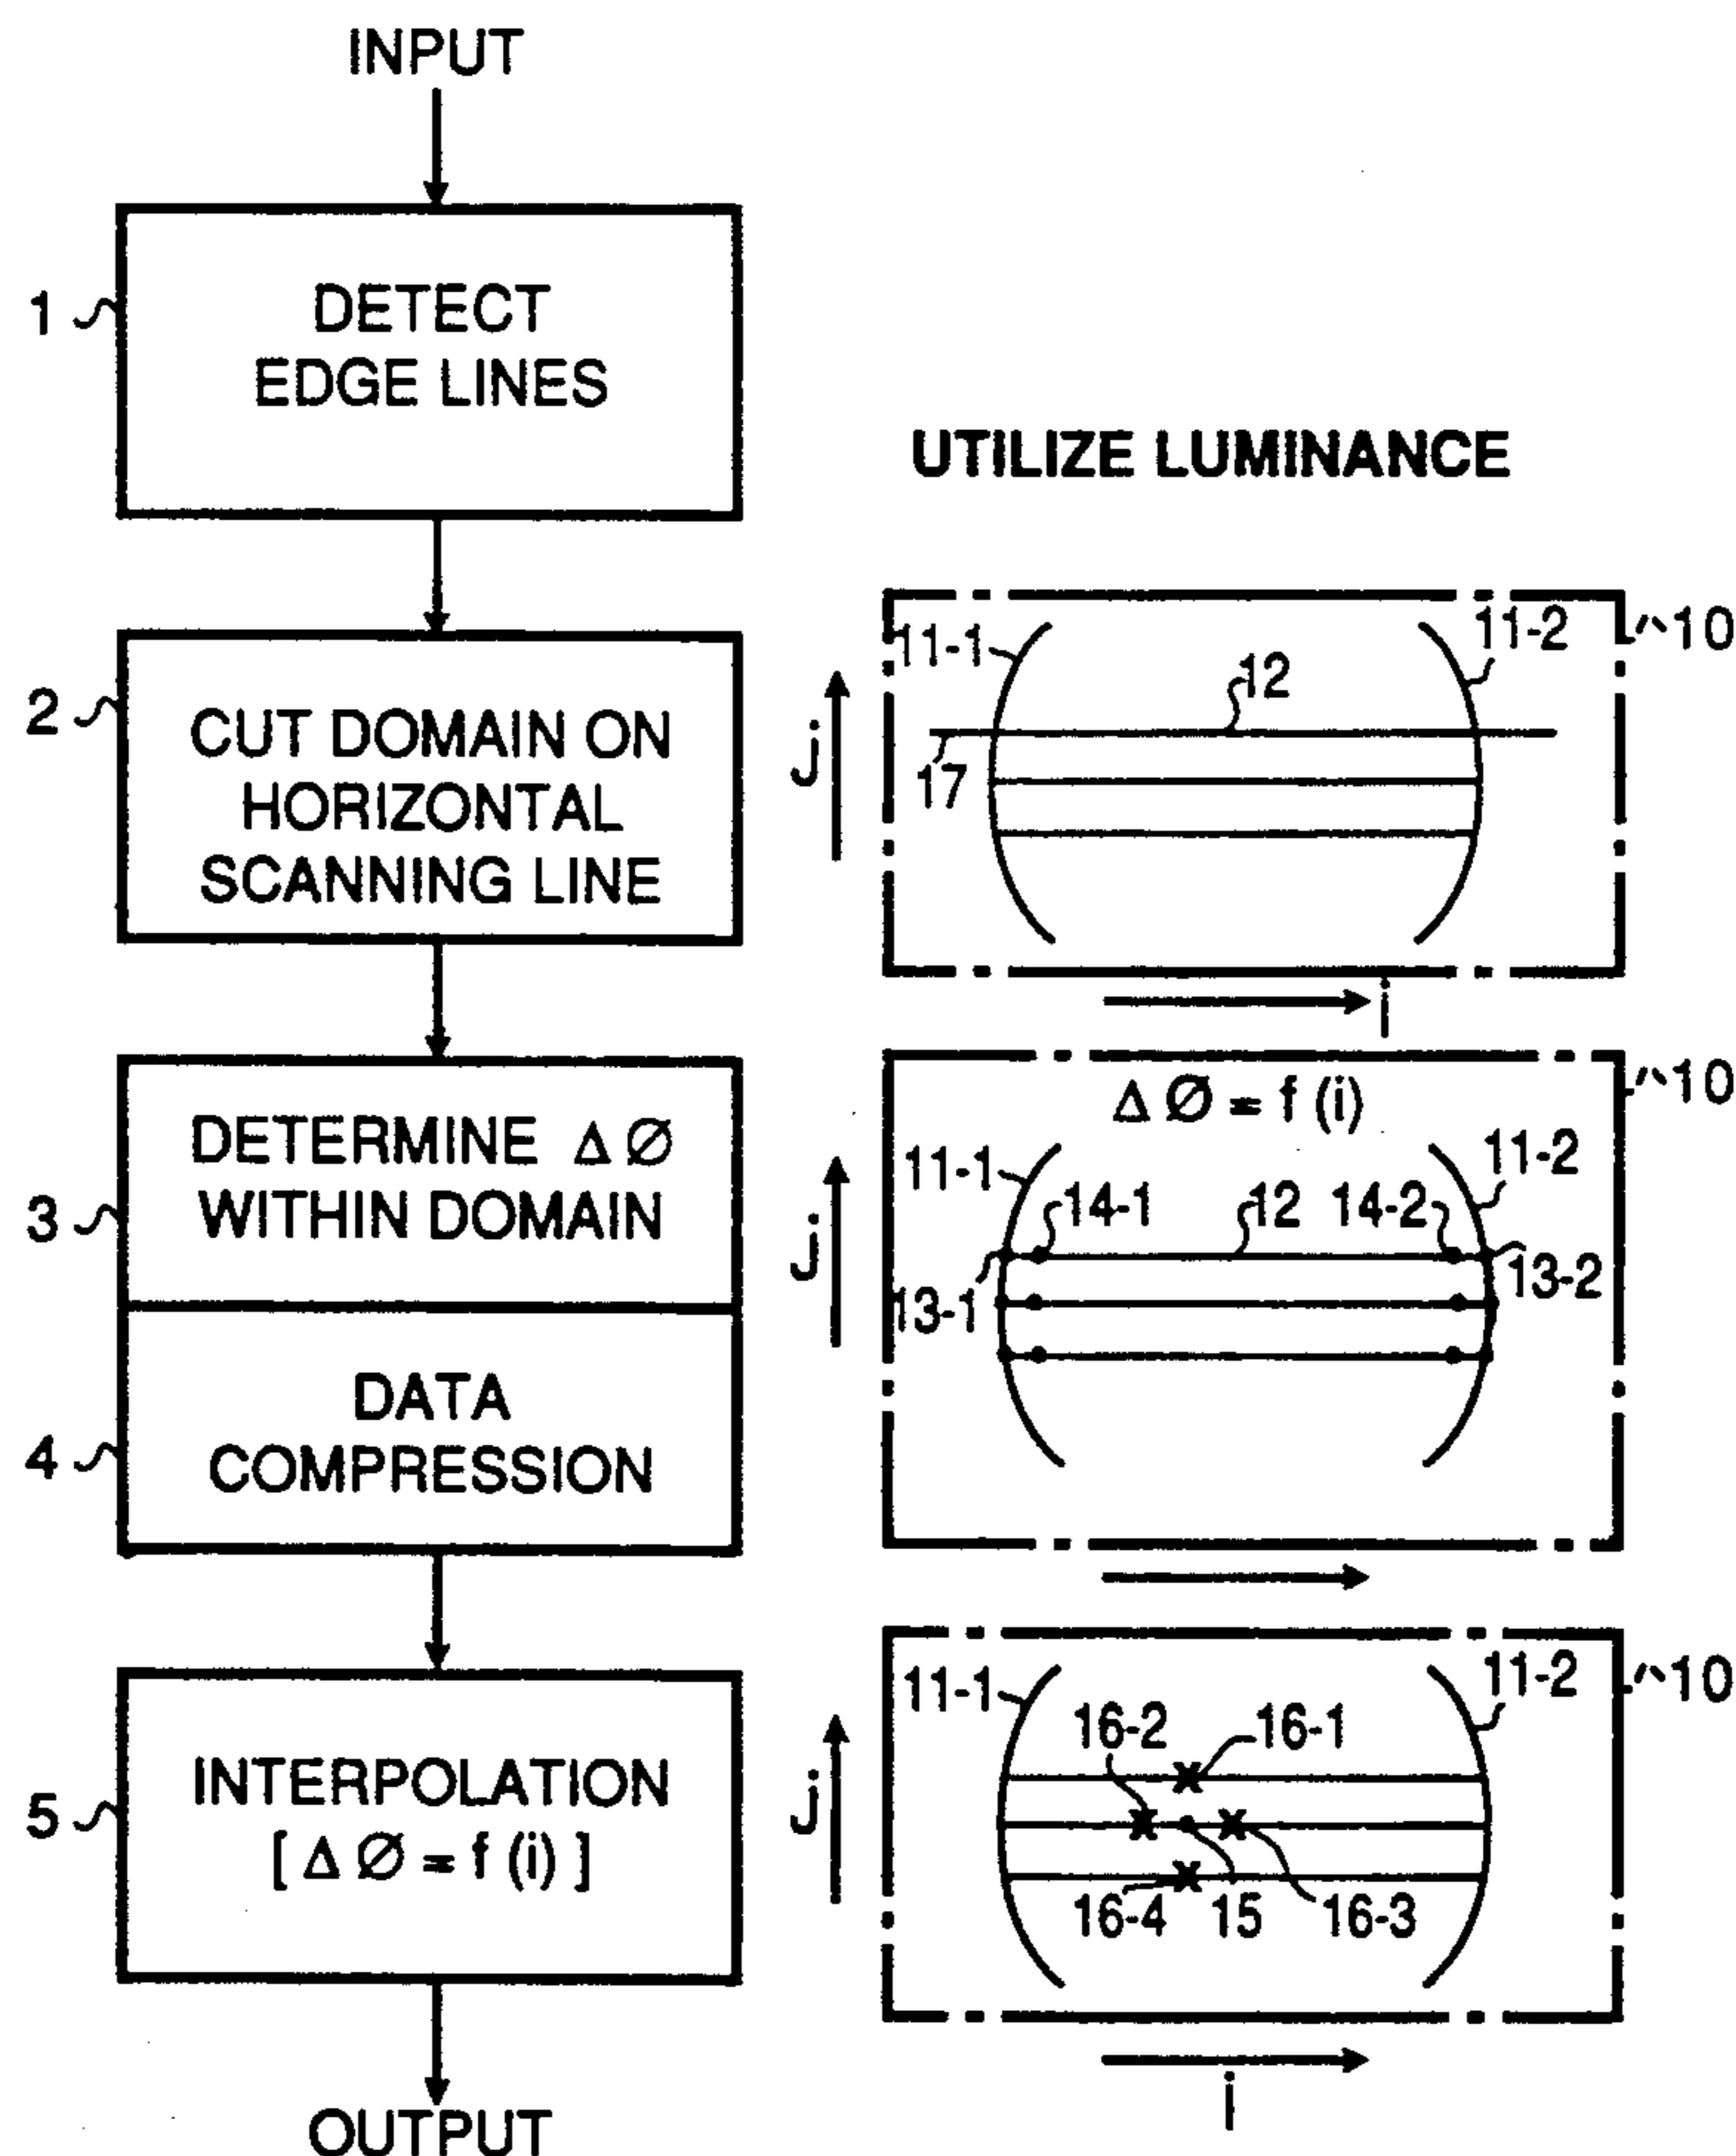 INPUT
1
DETECT
EDGE LINES
2
CUT DOMAIN ON
HORIZONTAL
SCANNING LINE
3
DETERMINE Δ Ø
WITHIN DOMAIN
4
DATA
COMPRESSION
5
INTERPOLATION
[ Δ Ø = f (i) ]
OUTPUT
UTILIZE LUMINANCE
11-1
11-2
10
12
17
j
i
Δ Ø = f (i)
10
11-1
11-2
14-1
12
14-2
13-1
13-2
j
11-1
11-2
10
16-2
16-1
j
16-4
15
16-3
i